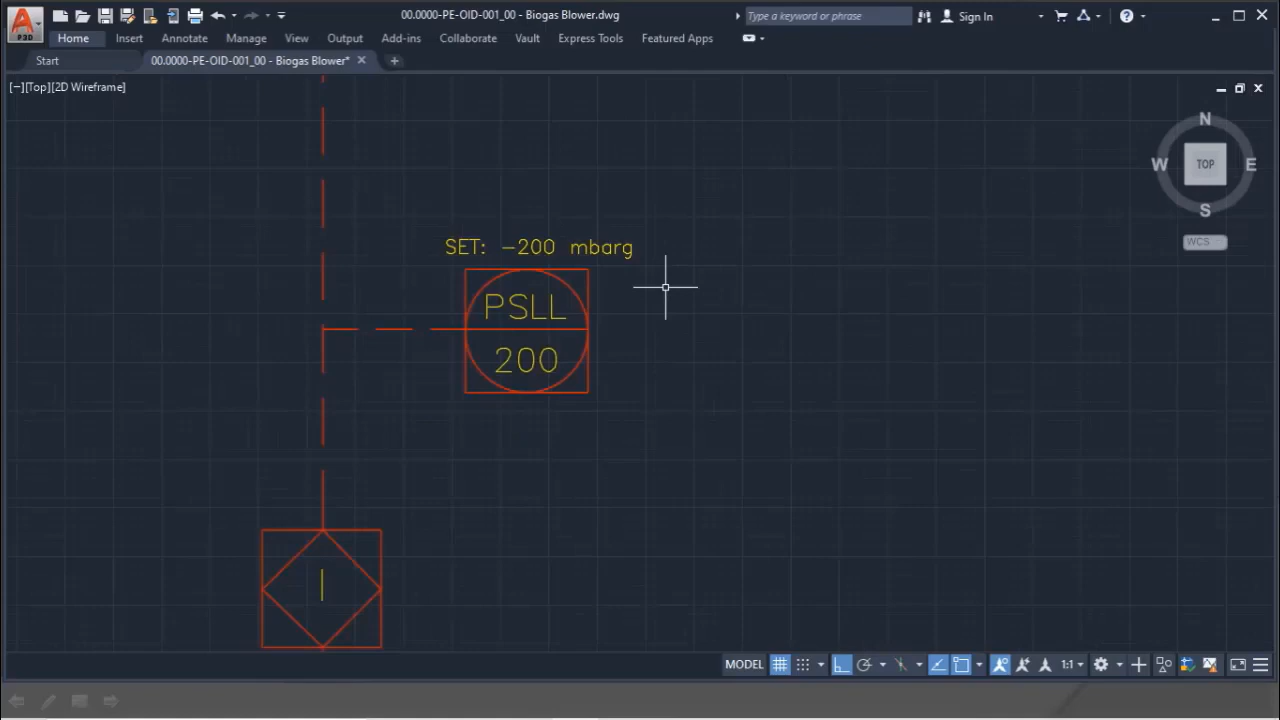 00.0000-PE-OID-001_00 - Biogas Blower.dwg
Type a keyword or phrase
Sign In
A
P3D
Home Insert Annotate Manage View Output Add-ins Collaborate Vault Express Tools Featured Apps
Start
00.0000-PE-OID-001_00 - Biogas Blower*
[−][Top][2D Wireframe]
N
W TOP E
S
WCS
SET: -200 mbarg
PSLL
200
I
MODEL
1:1